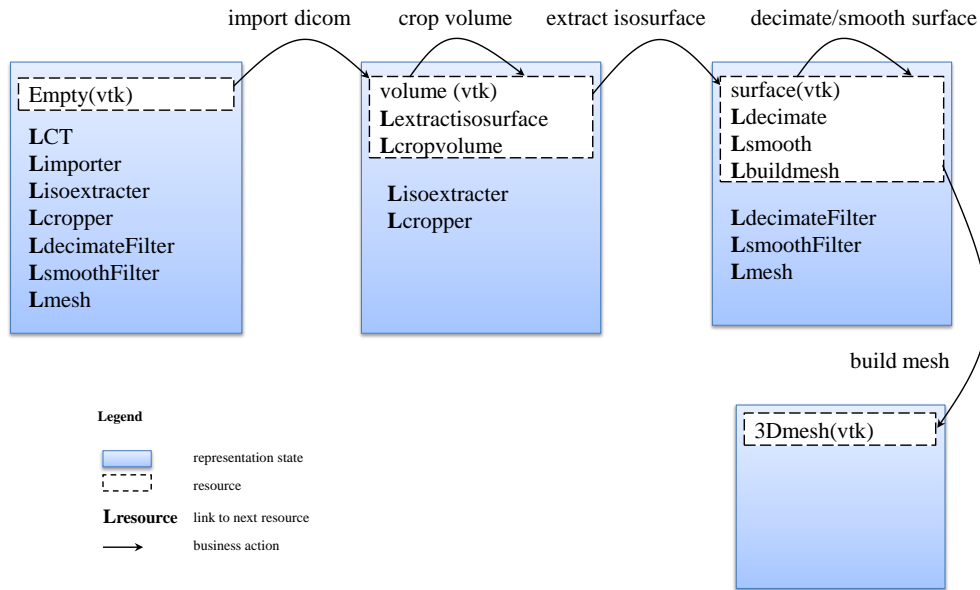 import dicom
crop volume
extract isosurface
decimate/smooth surface
Empty(vtk)
LCT
Limporter
Lisoextracter
Lcropper
LdecimateFilter
LsmoothFilter
Lmesh
volume (vtk)
Lextractisosurface
Lcropvolume
Lisoextracter
Lcropper
surface(vtk)
Ldecimate
Lsmooth
Lbuildmesh
LdecimateFilter
LsmoothFilter
Lmesh
build mesh
3Dmesh(vtk)
Legend
representation state
resource
Lresource link to next resource
business action